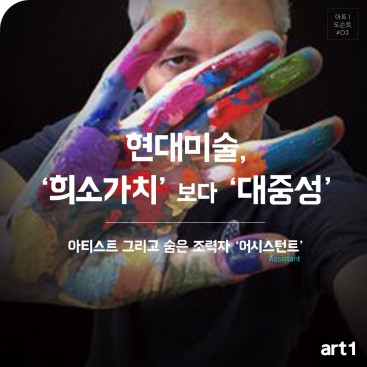 아트1
도슨트
#03
현대미술,
‘희소가치’ 보다 ‘대중성’
아티스트 그리고 숨은 조력자 ‘어시스턴트’
Assistant
art1